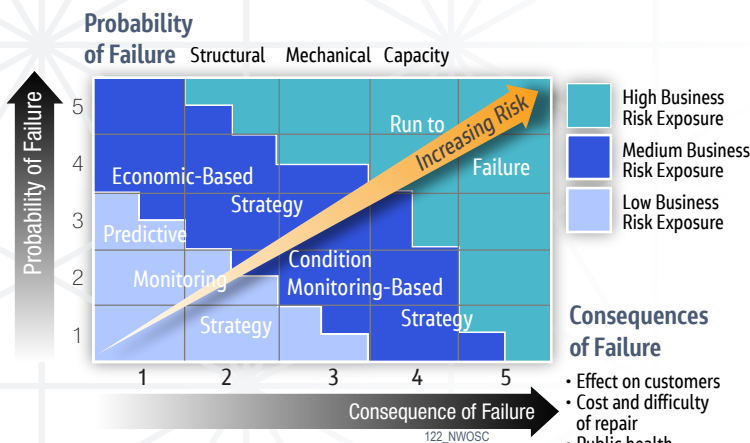 Probability
of Failure Structural Mechanical Capacity
Probability of Failure
5
4
3
2
1
Run to
Failure
Increasing Risk
Economic-Based
Strategy
Predictive
Monitoring
Strategy
Condition
Monitoring-Based
Strategy
1 2 3 4 5
Consequence of Failure
122_NWOSC
High Business
Risk Exposure
Medium Business
Risk Exposure
Low Business
Risk Exposure
Consequences
of Failure
• Effect on customers
• Cost and difficulty
of repair
• Public health